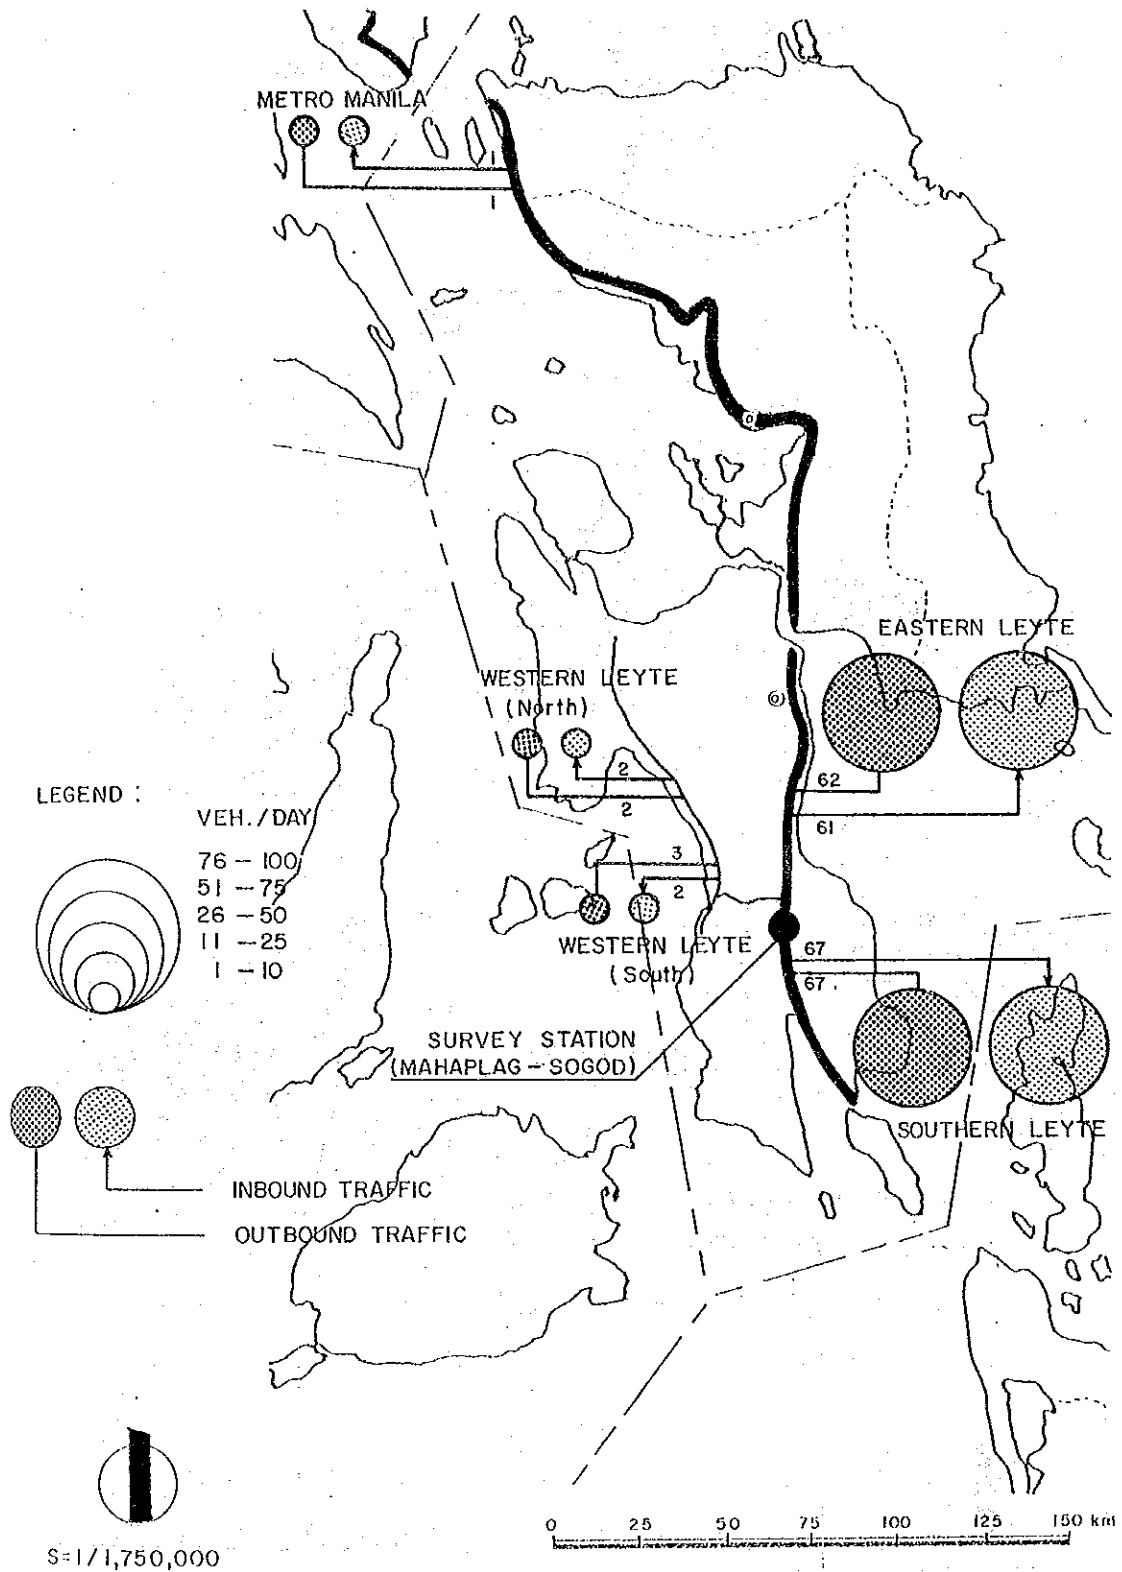 METRO MANILA
EASTERN LEYTE
WESTERN LEYTE
(North)
2
2
62
61
LEGEND :
VEH./DAY
76 – 100
51 – 75
26 – 50
11 – 25
1 – 10
3
2
WESTERN LEYTE
(South)
67
67
SURVEY STATION
(MAHAPLAG – SOGOD)
SOUTHERN LEYTE
INBOUND TRAFFIC
OUTBOUND TRAFFIC
0 25 50 75 100 125 150 km
S=1/1,750,000